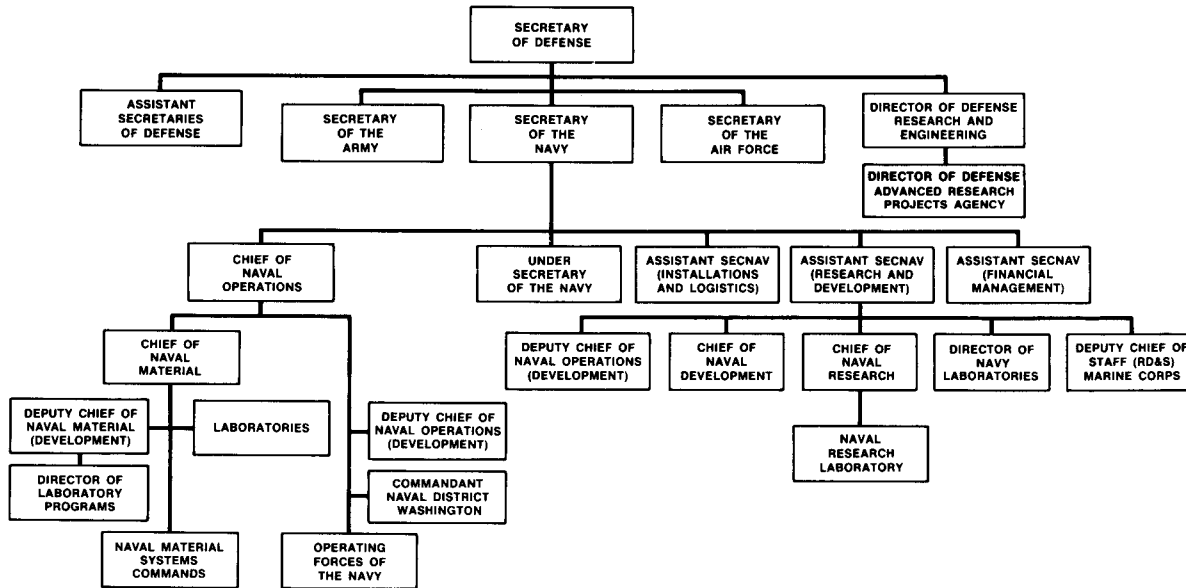 SECRETARY
OF DEFENSE
ASSISTANT
SECRETARIES
OF DEFENSE
SECRETARY
OF THE
ARMY
SECRETARY
OF THE
NAVY
SECRETARY
OF THE
AIR FORCE
DIRECTOR OF DEFENSE
RESEARCH AND
ENGINEERING
DIRECTOR OF DEFENSE
ADVANCED RESEARCH
PROJECTS AGENCY
CHIEF OF
NAVAL
OPERATIONS
UNDER
SECRETARY
OF THE NAVY
ASSISTANT SECNAV
(INSTALLATIONS
AND LOGISTICS)
ASSISTANT SECNAV
(RESEARCH AND
DEVELOPMENT)
ASSISTANT SECNAV
(FINANCIAL
MANAGEMENT)
CHIEF OF
NAVAL
MATERIAL
DEPUTY CHIEF OF
NAVAL OPERATIONS
(DEVELOPMENT)
CHIEF OF
NAVAL
DEVELOPMENT
CHIEF OF
NAVAL
RESEARCH
DIRECTOR OF
NAVY
LABORATORIES
DEPUTY CHIEF OF
STAFF (RD&S)
MARINE CORPS
DEPUTY CHIEF OF
NAVAL MATERIAL
(DEVELOPMENT)
LABORATORIES
DEPUTY CHIEF OF
NAVAL OPERATIONS
(DEVELOPMENT)
NAVAL
RESEARCH
LABORATORY
DIRECTOR OF
LABORATORY
PROGRAMS
COMMANDANT
NAVAL DISTRICT
WASHINGTON
NAVAL MATERIAL
SYSTEMS
COMMANDS
OPERATING
FORCES OF
THE NAVY